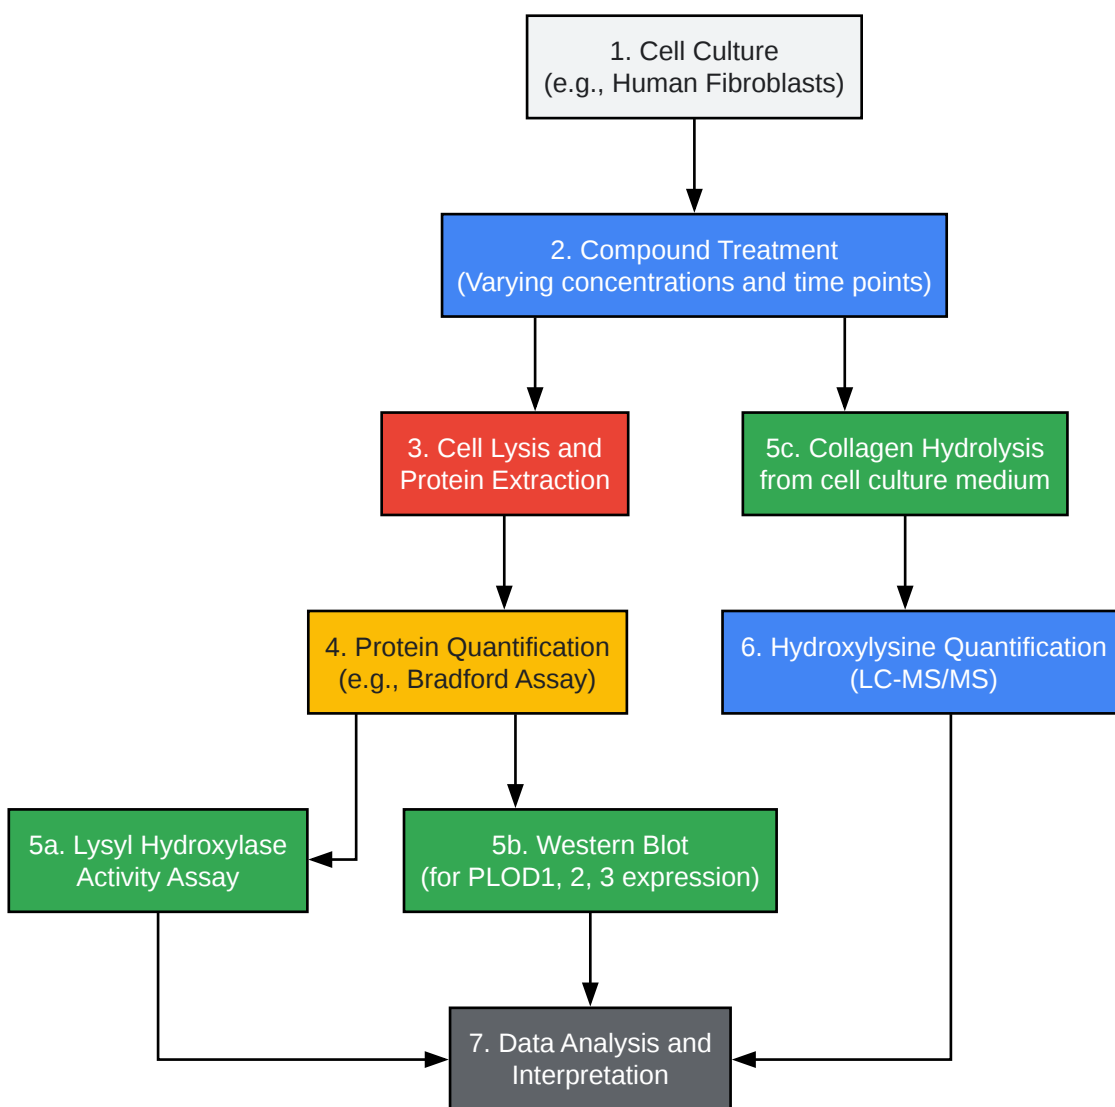 1. Cell Culture
(e.g., Human Fibroblasts)
2. Compound Treatment
(Varying concentrations and time points)
3. Cell Lysis and
Protein Extraction
5c. Collagen Hydrolysis
from cell culture medium
4. Protein Quantification
(e.g., Bradford Assay)
6. Hydroxylysine Quantification
(LC-MS/MS)
5a. Lysyl Hydroxylase
Activity Assay
5b. Western Blot
(for PLOD1, 2, 3 expression)
7. Data Analysis and
Interpretation